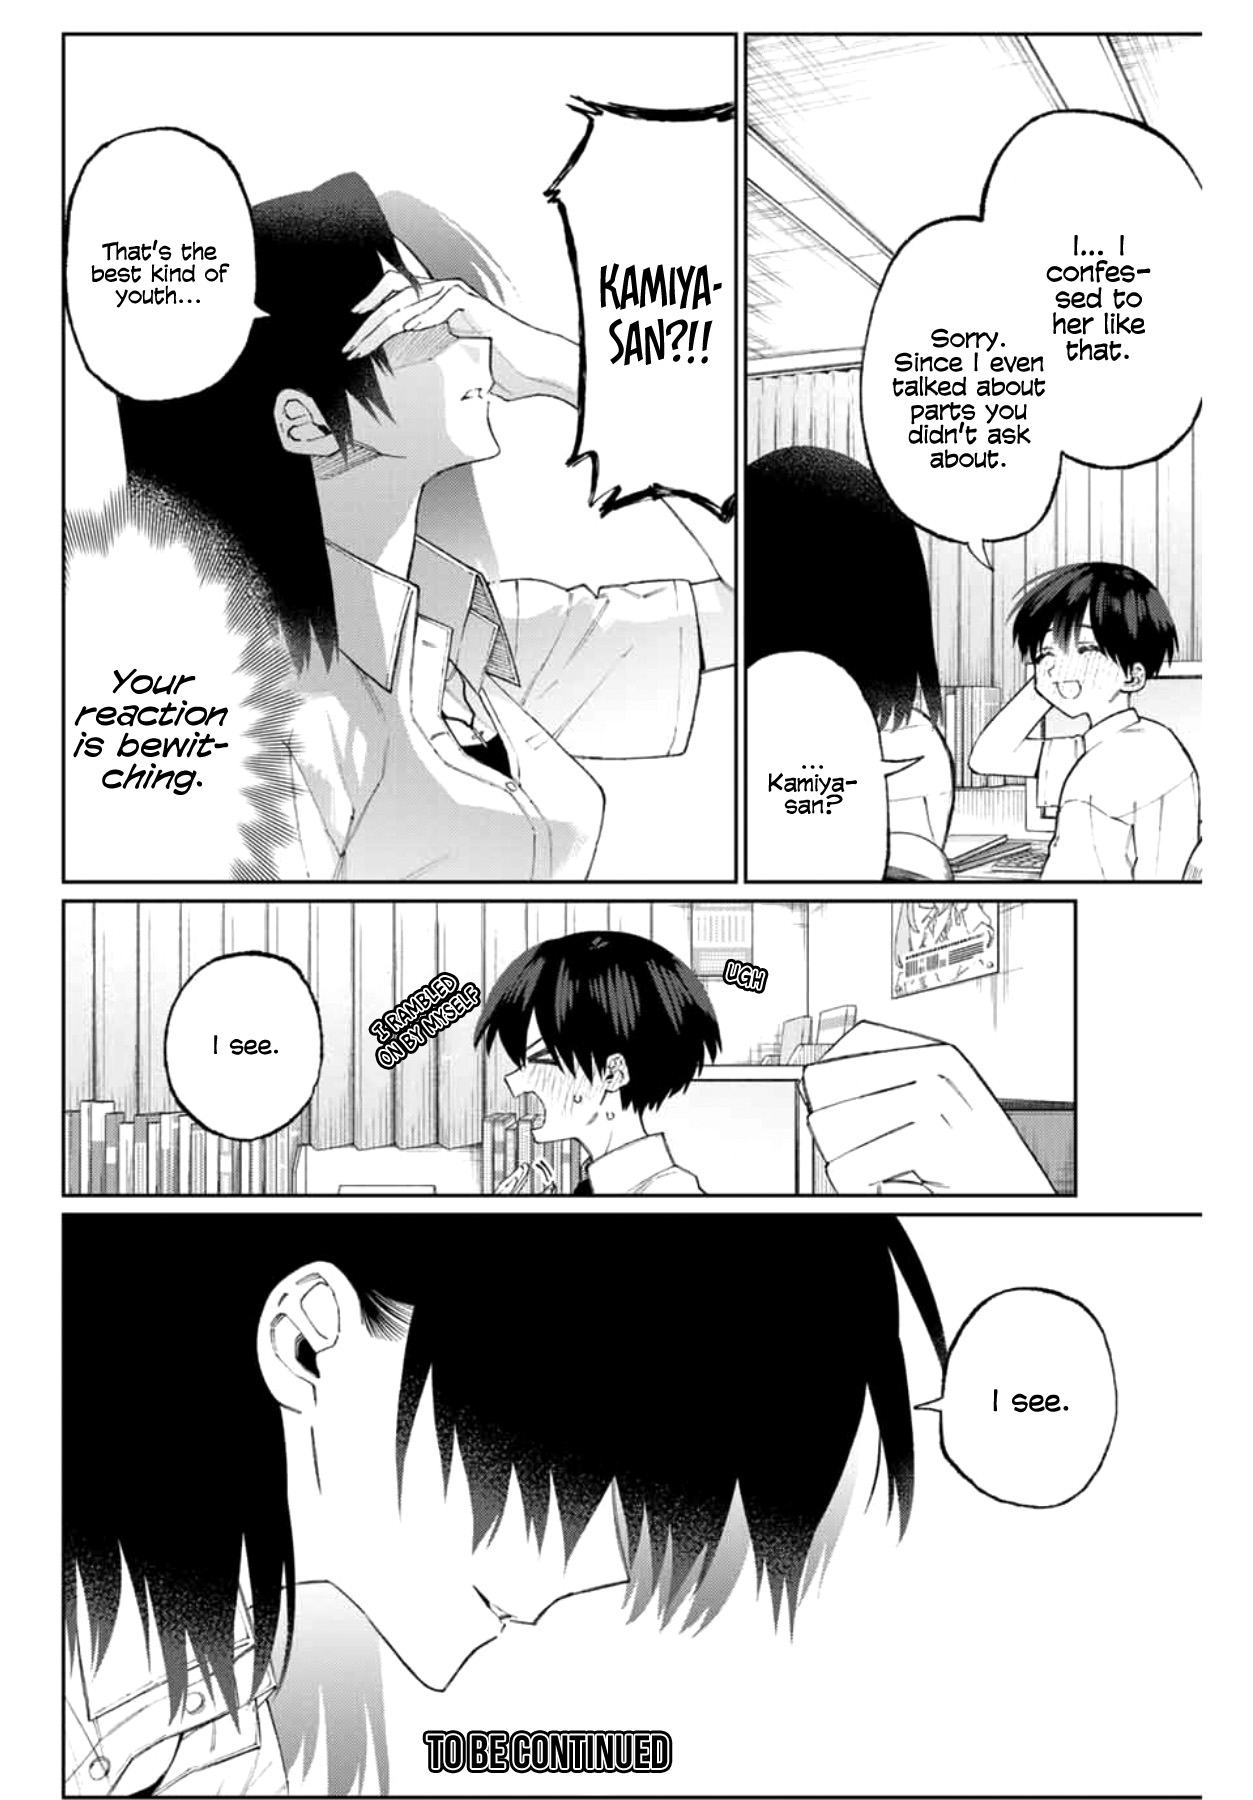 I... I
confes-
sed to
her like
that.
Sorry.
Since I even
talked about
parts you
didn't ask
about.
...
Kamiya-
san?
KAMIYA-
SAN?!!
That's the
best kind of
youth...
Your
reaction
is bewit-
ching.
UGH
I RAMBLED
ON BY MYSELF
I see.
I see.
TO BE CONTINUED